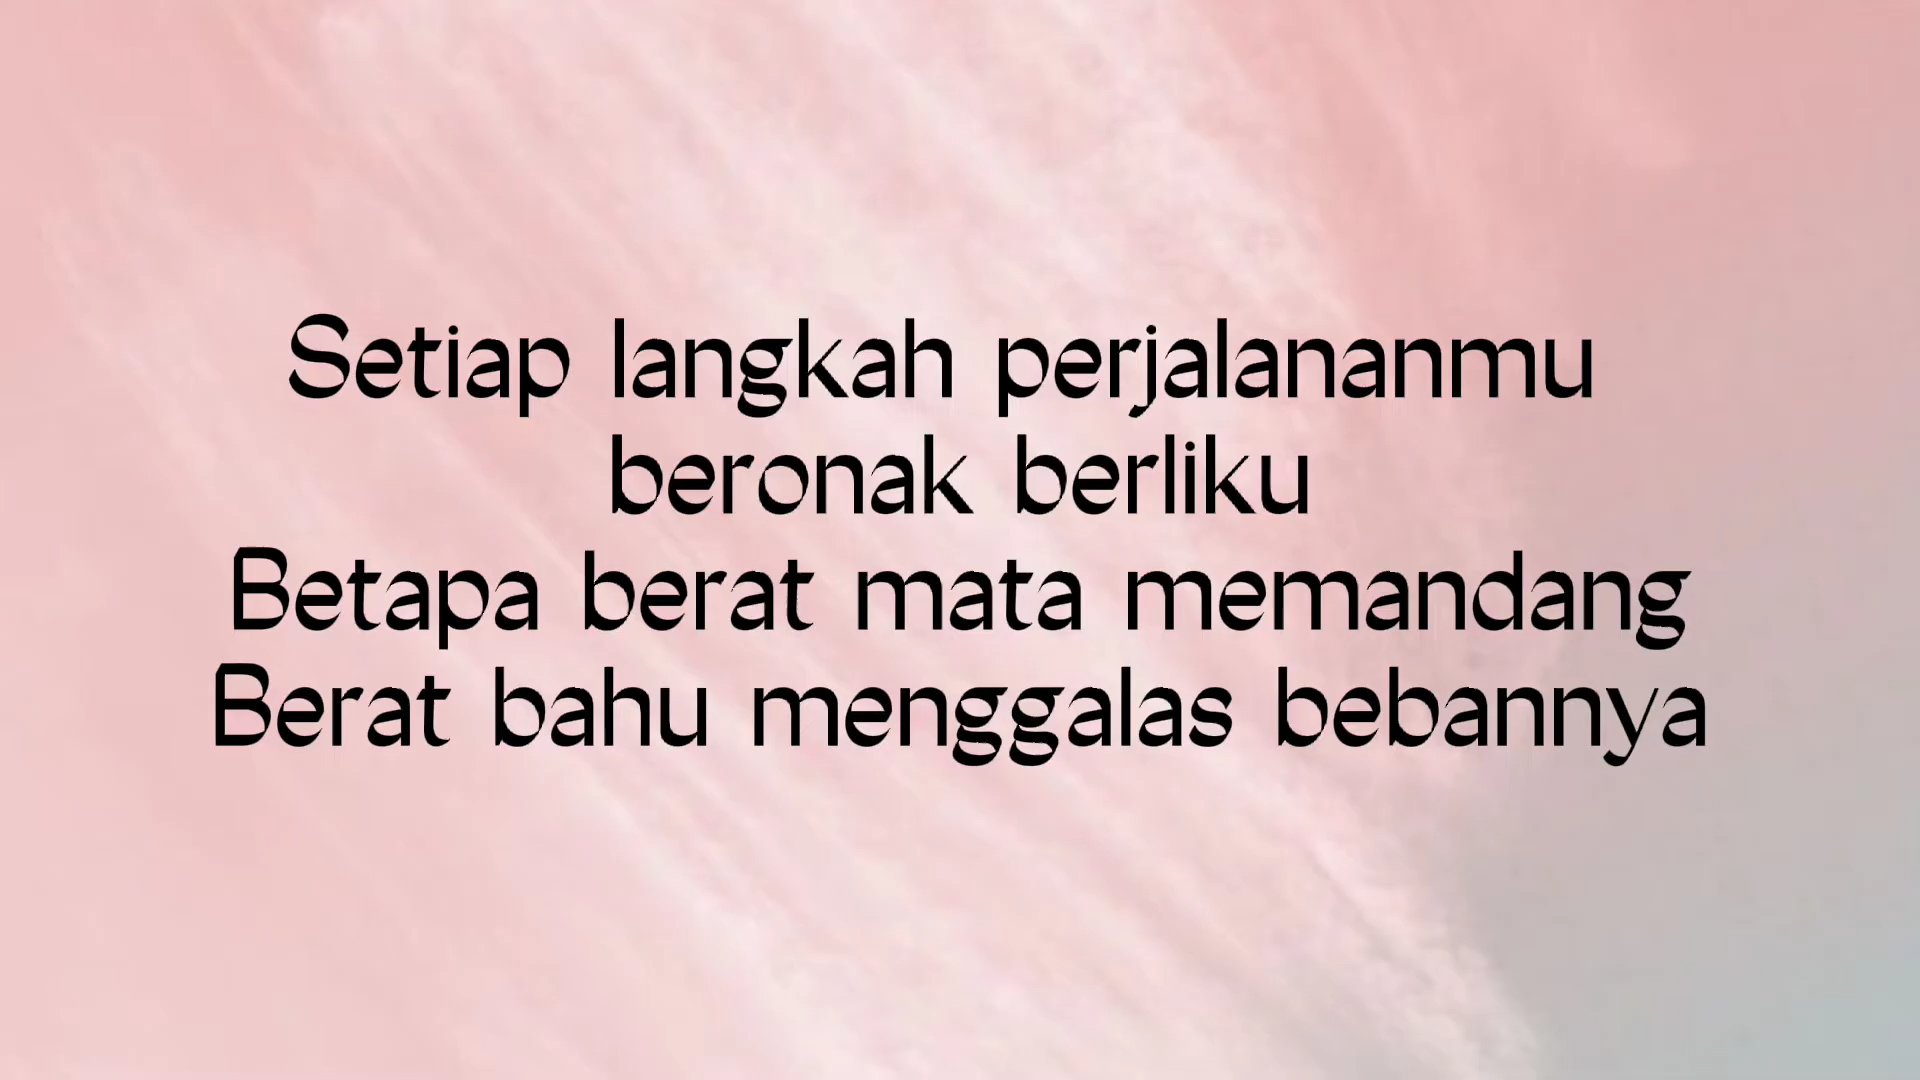 Setiap langkah perjalananmu
beronak berliku
Betapa berat mata memandang
Berat bahu menggalas bebannya